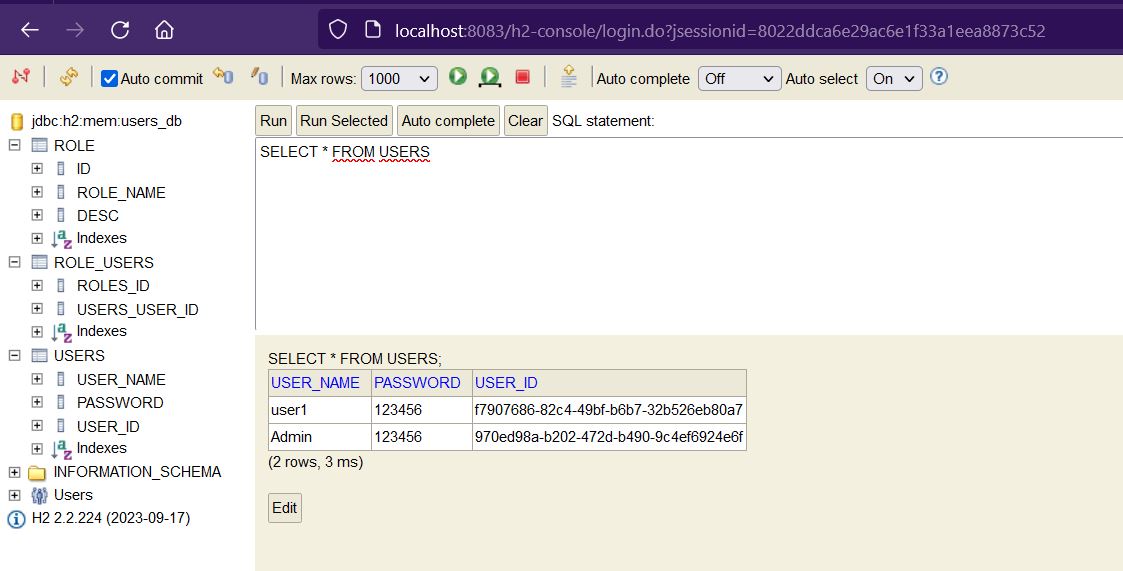 localhost:8083/h2-console/login.do?jsessionid=8022ddca6e29ac6e1f33a1eea8873c52
Auto commit Max rows: 1000 Auto complete Off Auto select On ?
jdbc:h2:mem:users_db
ROLE
ID
ROLE_NAME
DESC
Indexes
ROLE_USERS
ROLES_ID
USERS_USER_ID
Indexes
USERS
USER_NAME
PASSWORD
USER_ID
Indexes
INFORMATION_SCHEMA
Users
H2 2.2.224 (2023-09-17)
Run Run Selected Auto complete Clear SQL statement:
SELECT * FROM USERS
SELECT * FROM USERS;
USER_NAME PASSWORD USER_ID
user1 123456 f7907686-82c4-49bf-b6b7-32b526eb80a7
Admin 123456 970ed98a-b202-472d-b490-9c4ef6924e6f
(2 rows, 3 ms)
Edit